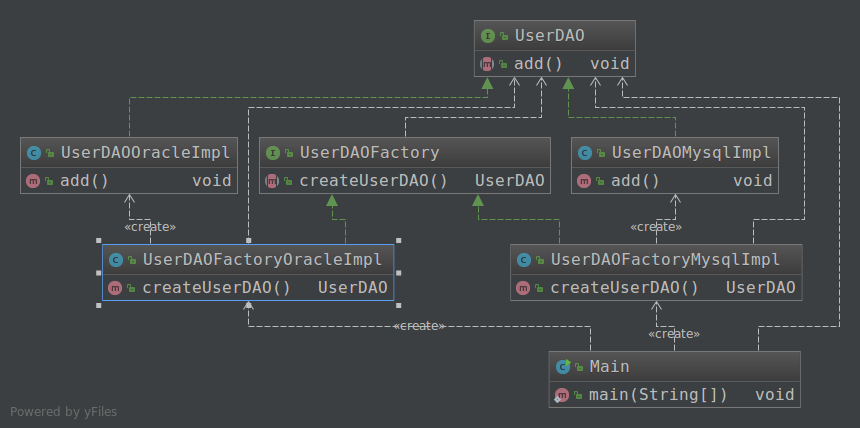 UserDAO
add() void
UserDAOOracleImpl
add() void
UserDAOFactory
createUserDAO() UserDAO
UserDAOMysqlImpl
add() void
«create»
«create»
UserDAOFactoryOracleImpl
createUserDAO() UserDAO
UserDAOFactoryMysqlImpl
createUserDAO() UserDAO
«create»
«create»
Main
main(String[]) void
Powered by yFiles